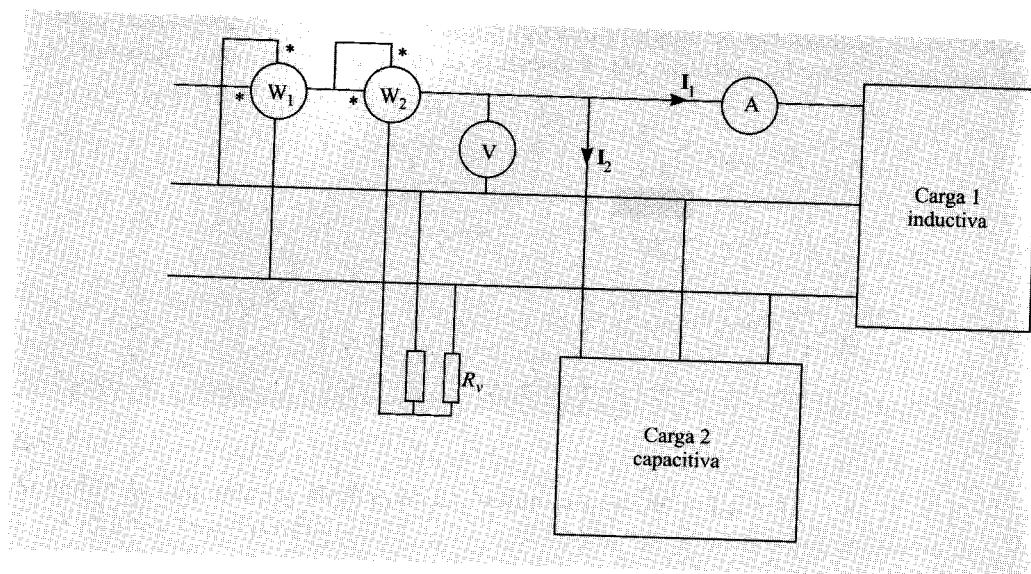 *
*
*
*
W₁
W₂
V
I₁
A
I₂
Carga 1
inductiva
Rᵥ
Carga 2
capacitiva